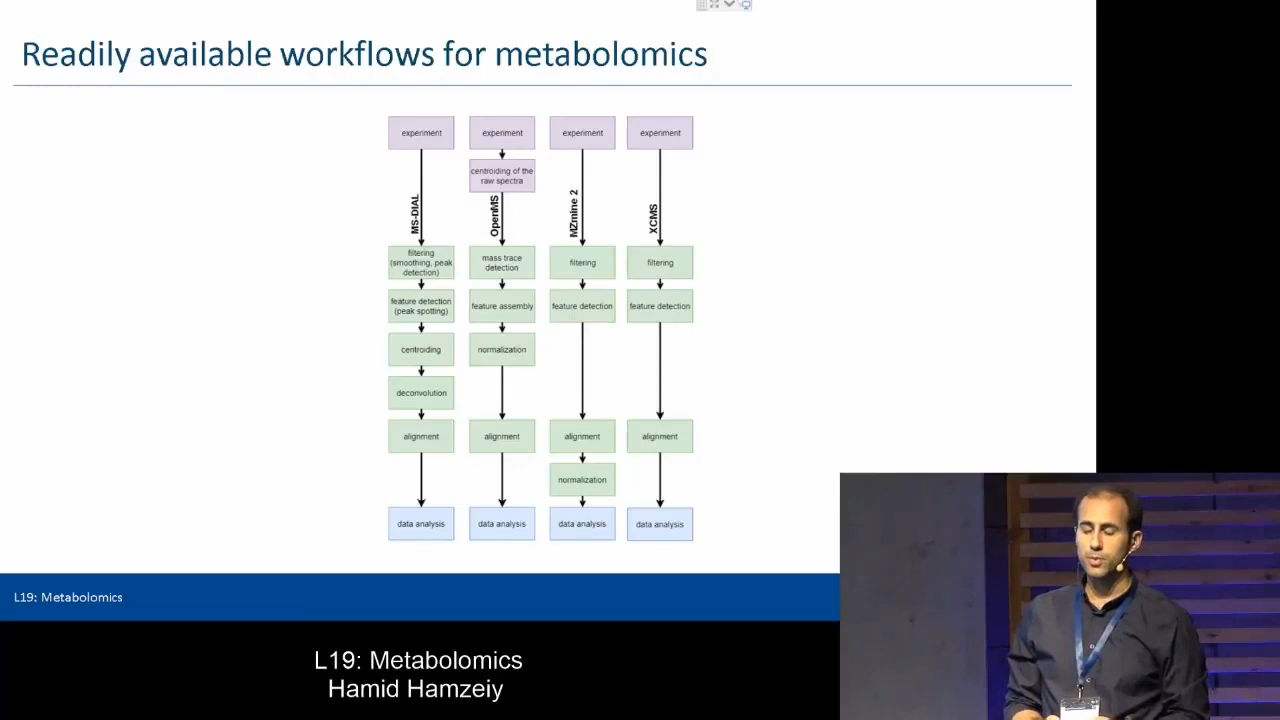 Readily available workflows for metabolomics
experiment
experiment
experiment
experiment
centroiding of the
raw spectra
MS-DIAL
OpenMS
MZmine 2
XCMS
filtering
(smoothing, peak
detection)
mass trace
detection
filtering
filtering
feature detection
(peak spotting)
feature assembly
feature detection
feature detection
centroiding
normalization
deconvolution
alignment
alignment
alignment
alignment
normalization
data analysis
data analysis
data analysis
data analysis
L19: Metabolomics
L19: Metabolomics
Hamid Hamzeiy